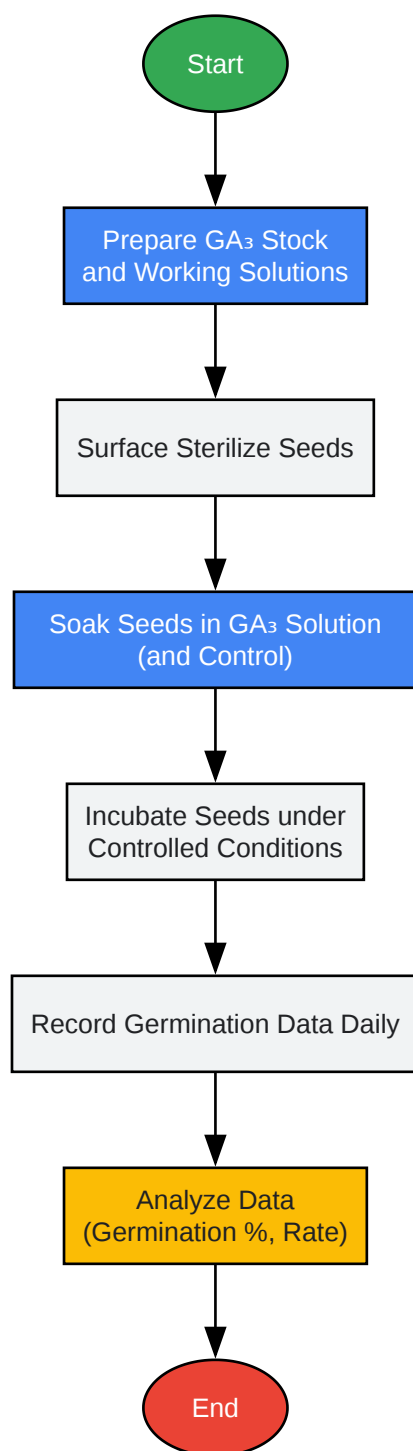 Start
Prepare GA₃ Stock
and Working Solutions
Surface Sterilize Seeds
Soak Seeds in GA₃ Solution
(and Control)
Incubate Seeds under
Controlled Conditions
Record Germination Data Daily
Analyze Data
(Germination %, Rate)
End